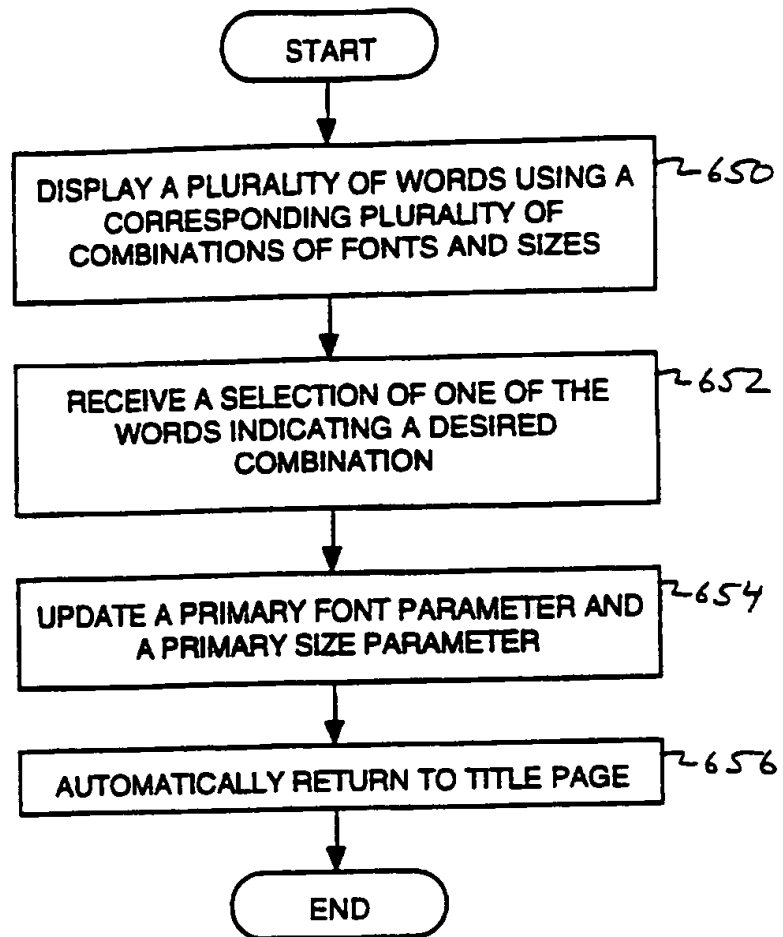 START
DISPLAY A PLURALITY OF WORDS USING A
CORRESPONDING PLURALITY OF
COMBINATIONS OF FONTS AND SIZES
650
RECEIVE A SELECTION OF ONE OF THE
WORDS INDICATING A DESIRED
COMBINATION
652
UPDATE A PRIMARY FONT PARAMETER AND
A PRIMARY SIZE PARAMETER
654
AUTOMATICALLY RETURN TO TITLE PAGE
656
END